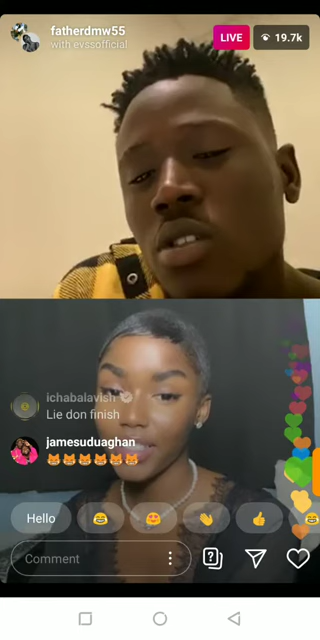 fatherdmw55
with evssofficial
LIVE
19.7k
ichabalavish
Lie don finish
jamesuduaghan
😹😹😹😹😹😹
Hello 😂 😍 👏 👍 😂
Comment